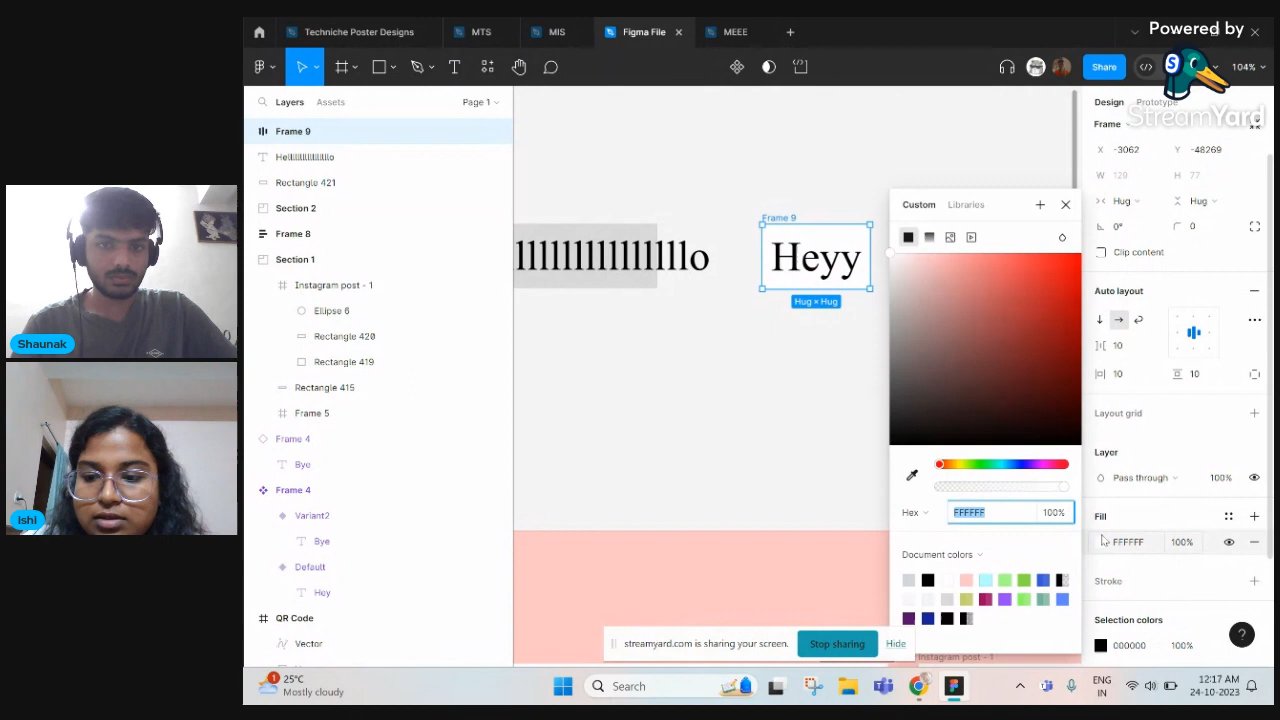 Techniche Poster Designs
MTS
MIS
Figma File
MEEE
Powered by
StreamYard
Share
104%
Layers
Assets
Page 1
Design
Prototype
Frame 9
Helllllllllllllllllo
Rectangle 421
Section 2
Frame 8
Section 1
Instagram post - 1
Ellipse 6
Rectangle 420
Rectangle 419
Rectangle 415
Frame 5
Frame 4
Bye
Frame 4
Variant2
Bye
Default
Hey
QR Code
Vector
Frame 9
Heyy
Hug × Hug
Custom
Libraries
Hex
FFFFFF
100%
Document colors
Frame
X
-3062
Y
-48269
W
129
H
77
Hug
Hug
0°
0
Clip content
Auto layout
10
10
10
Layout grid
Layer
Pass through
100%
Fill
FFFFFF
100%
Stroke
Selection colors
000000
100%
streamyard.com is sharing your screen.
Stop sharing
Hide
Instagram post - 1
Shaunak
Ishi
25°C
Mostly cloudy
1
Search
ENG
IN
12:17 AM
24-10-2023